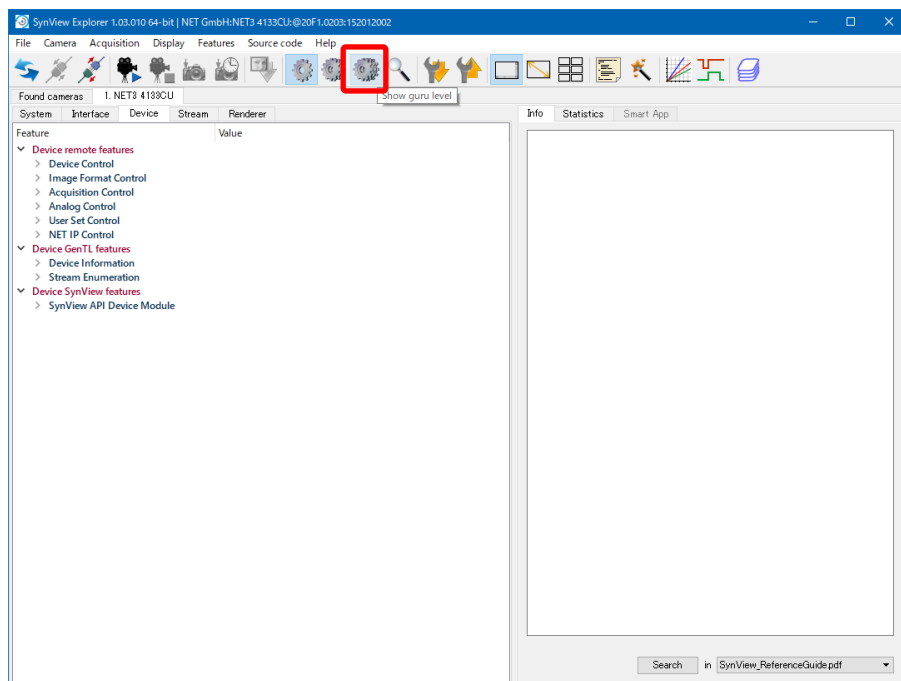 SynView Explorer 1.03.010 64-bit | NET GmbH:NET3 4133CU:@20F1.0203:152012002
File Camera Acquisition Display Features Source code Help
Show guru level
Found cameras 1. NET3 4133CU
System Interface Device Stream Renderer
Info Statistics Smart App
Feature Value
Device remote features
Device Control
Image Format Control
Acquisition Control
Analog Control
User Set Control
NET IP Control
Device GenTL features
Device Information
Stream Enumeration
Device SynView features
SynView API Device Module
Search in SynView_ReferenceGuide.pdf